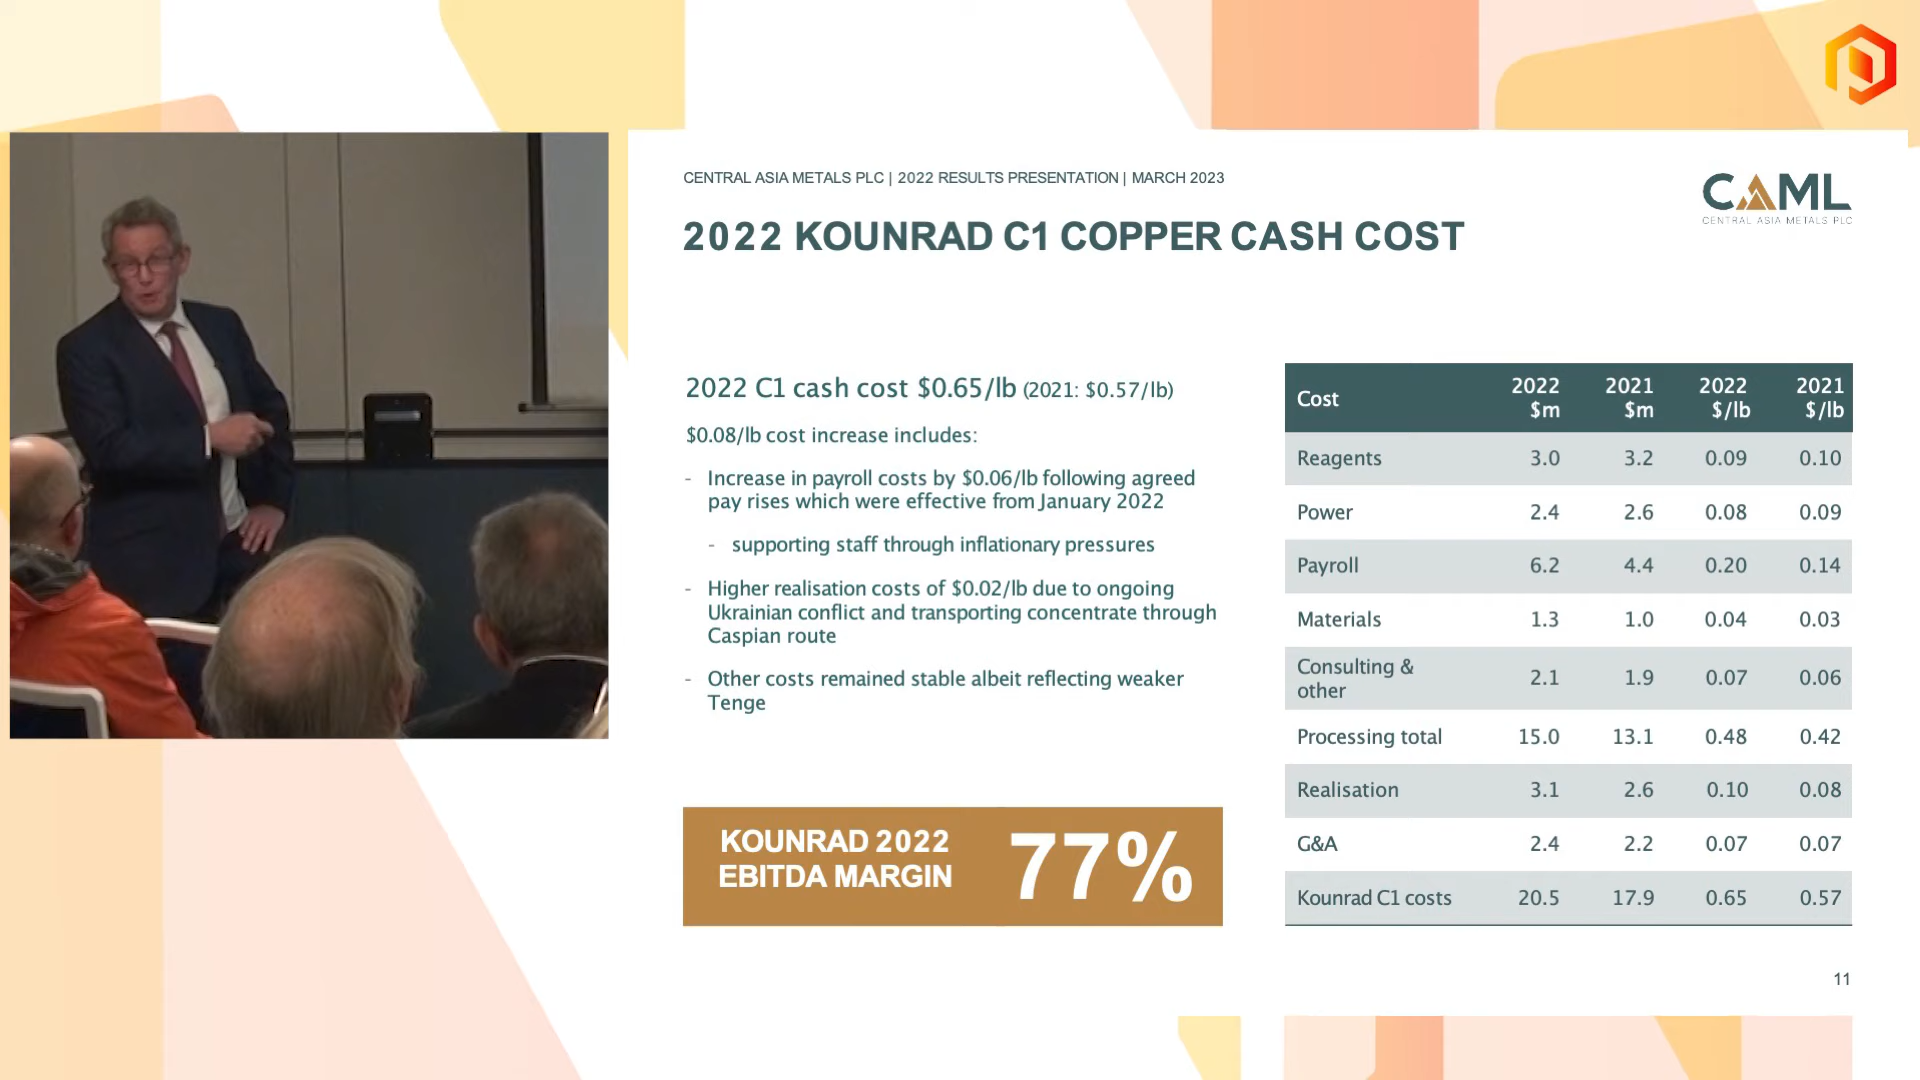 CENTRAL ASIA METALS PLC | 2022 RESULTS PRESENTATION | MARCH 2023
CAML
CENTRAL ASIA METALS PLC
2022 KOUNRAD C1 COPPER CASH COST
2022 C1 cash cost $0.65/lb (2021: $0.57/lb)
$0.08/lb cost increase includes:
- Increase in payroll costs by $0.06/lb following agreed
pay rises which were effective from January 2022
- supporting staff through inflationary pressures
- Higher realisation costs of $0.02/lb due to ongoing
Ukrainian conflict and transporting concentrate through
Caspian route
- Other costs remained stable albeit reflecting weaker
Tenge
KOUNRAD 2022
EBITDA MARGIN
77%
Cost 2022 $m 2021 $m 2022 $/lb 2021 $/lb
Reagents 3.0 3.2 0.09 0.10
Power 2.4 2.6 0.08 0.09
Payroll 6.2 4.4 0.20 0.14
Materials 1.3 1.0 0.04 0.03
Consulting & other 2.1 1.9 0.07 0.06
Processing total 15.0 13.1 0.48 0.42
Realisation 3.1 2.6 0.10 0.08
G&A 2.4 2.2 0.07 0.07
Kounrad C1 costs 20.5 17.9 0.65 0.57
11